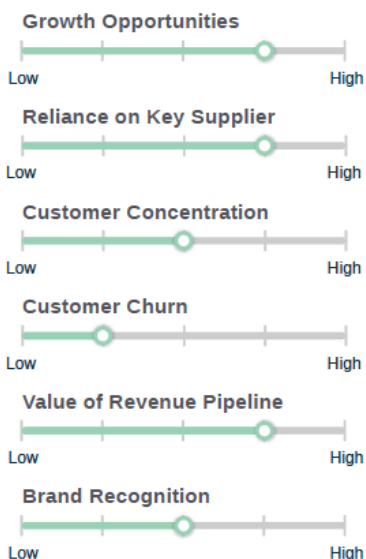 Growth Opportunities
Low High
Reliance on Key Supplier
Low High
Customer Concentration
Low High
Customer Churn
Low High
Value of Revenue Pipeline
Low High
Brand Recognition
Low High